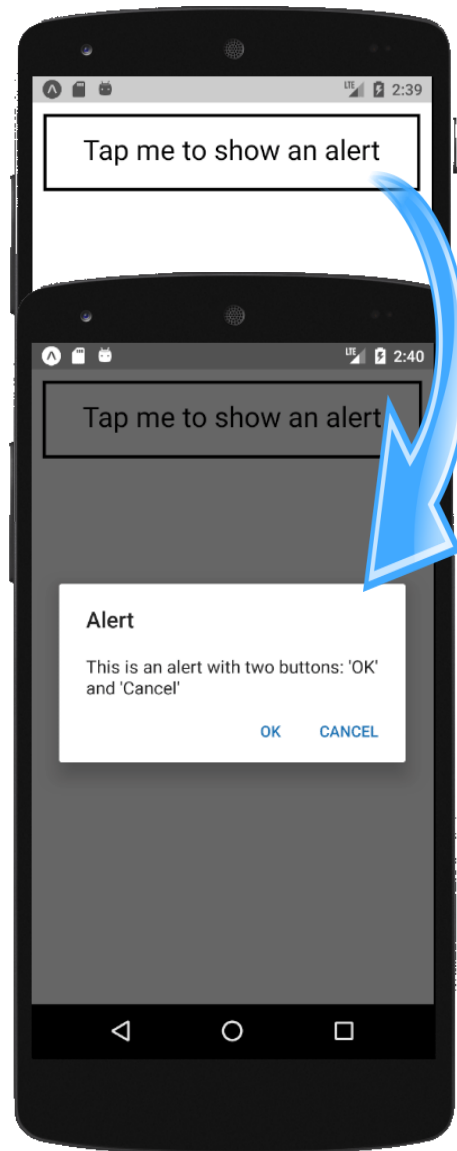 LTE 2:39
Tap me to show an alert
LTE 2:40
Tap me to show an alert
Alert
This is an alert with two buttons: 'OK'
and 'Cancel'
OK CANCEL